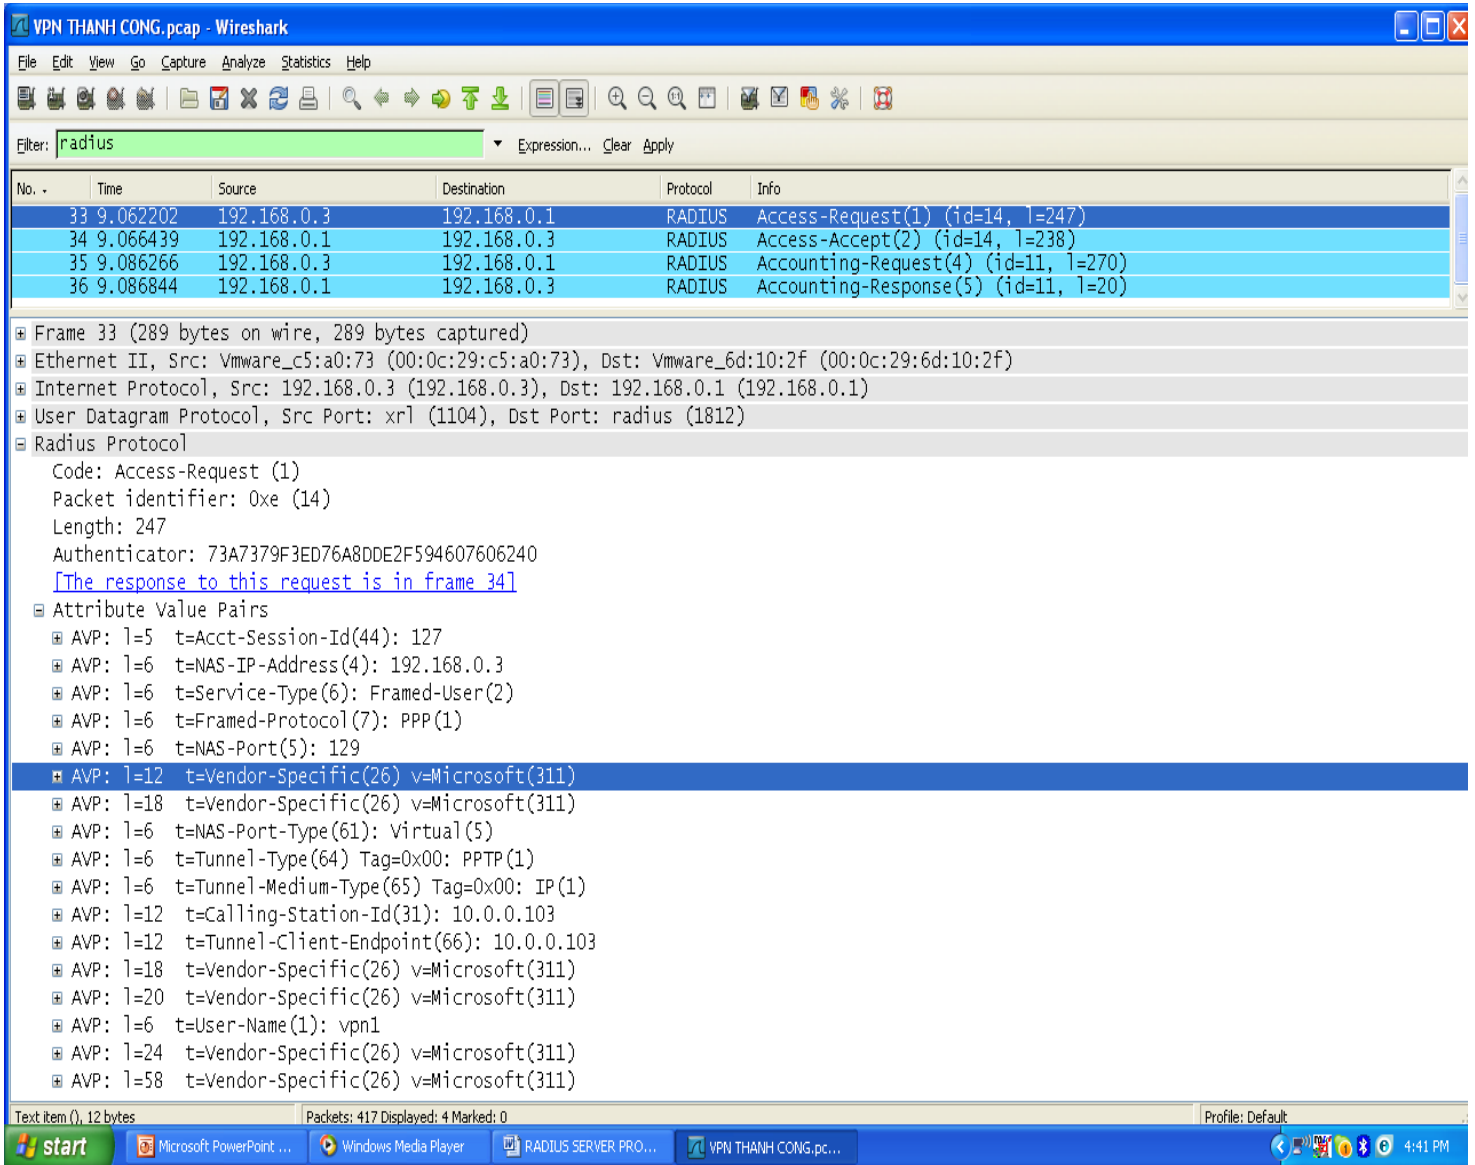 VPN THANH CONG.pcap - Wireshark
File Edit View Go Capture Analyze Statistics Help
Filter: radius Expression... Clear Apply
No. Time Source Destination Protocol Info
33 9.062202 192.168.0.3 192.168.0.1 RADIUS Access-Request(1) (id=14, l=247)
34 9.066439 192.168.0.1 192.168.0.3 RADIUS Access-Accept(2) (id=14, l=238)
35 9.086266 192.168.0.3 192.168.0.1 RADIUS Accounting-Request(4) (id=11, l=270)
36 9.086844 192.168.0.1 192.168.0.3 RADIUS Accounting-Response(5) (id=11, l=20)
Frame 33 (289 bytes on wire, 289 bytes captured)
Ethernet II, Src: Vmware_c5:a0:73 (00:0c:29:c5:a0:73), Dst: Vmware_6d:10:2f (00:0c:29:6d:10:2f)
Internet Protocol, Src: 192.168.0.3 (192.168.0.3), Dst: 192.168.0.1 (192.168.0.1)
User Datagram Protocol, Src Port: xrl (1104), Dst Port: radius (1812)
Radius Protocol
Code: Access-Request (1)
Packet identifier: 0xe (14)
Length: 247
Authenticator: 73A7379F3ED76A8DDE2F594607606240
[The response to this request is in frame 34]
Attribute Value Pairs
AVP: l=5 t=Acct-Session-Id(44): 127
AVP: l=6 t=NAS-IP-Address(4): 192.168.0.3
AVP: l=6 t=Service-Type(6): Framed-User(2)
AVP: l=6 t=Framed-Protocol(7): PPP(1)
AVP: l=6 t=NAS-Port(5): 129
AVP: l=12 t=Vendor-Specific(26) v=Microsoft(311)
AVP: l=18 t=Vendor-Specific(26) v=Microsoft(311)
AVP: l=6 t=NAS-Port-Type(61): Virtual(5)
AVP: l=6 t=Tunnel-Type(64) Tag=0x00: PPTP(1)
AVP: l=6 t=Tunnel-Medium-Type(65) Tag=0x00: IP(1)
AVP: l=12 t=Calling-Station-Id(31): 10.0.0.103
AVP: l=12 t=Tunnel-Client-Endpoint(66): 10.0.0.103
AVP: l=18 t=Vendor-Specific(26) v=Microsoft(311)
AVP: l=20 t=Vendor-Specific(26) v=Microsoft(311)
AVP: l=6 t=User-Name(1): vpn1
AVP: l=24 t=Vendor-Specific(26) v=Microsoft(311)
AVP: l=58 t=Vendor-Specific(26) v=Microsoft(311)
Text item (), 12 bytes Packets: 417 Displayed: 4 Marked: 0 Profile: Default
start Microsoft PowerPoint ... Windows Media Player RADIUS SERVER PRO... VPN THANH CONG.pc... 4:41 PM